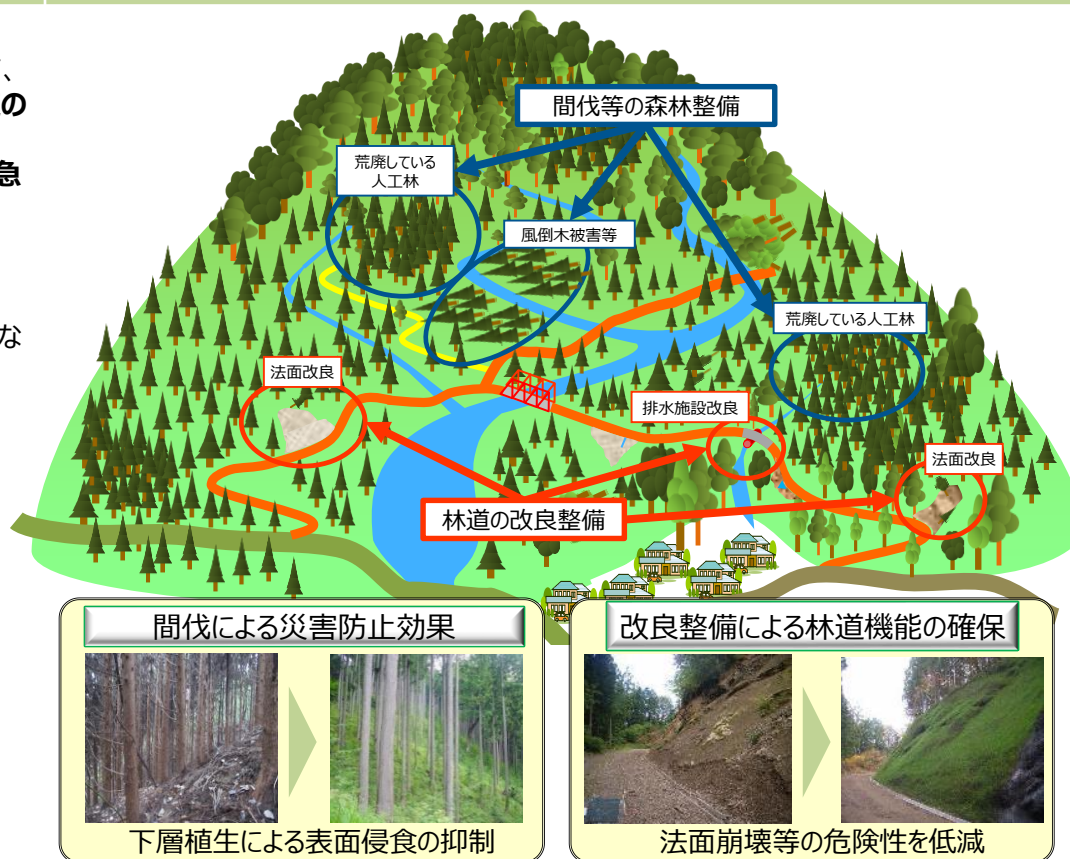 、
の
急
な
間伐等の森林整備
荒廃している
人工林
風倒木被害等
荒廃している人工林
法面改良
排水施設改良
法面改良
林道の改良整備
間伐による災害防止効果
下層植生による表面侵食の抑制
改良整備による林道機能の確保
法面崩壊等の危険性を低減